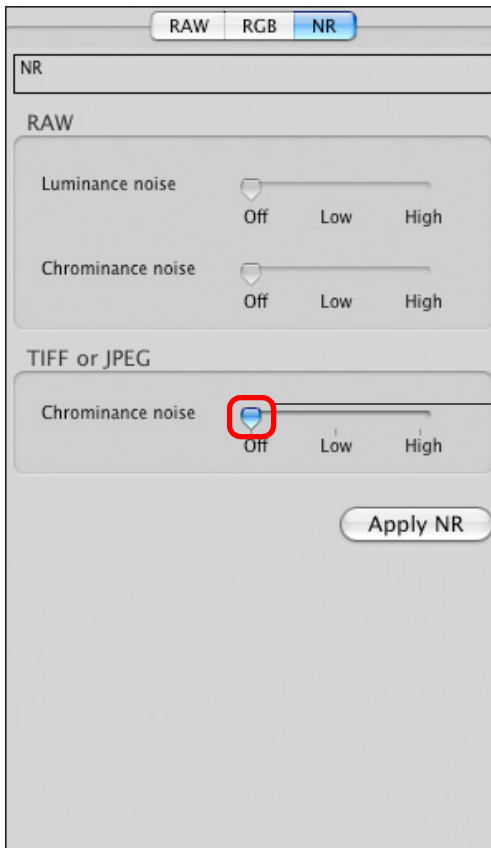 RAW RGB NR
NR
RAW
Luminance noise
Off Low High
Chrominance noise
Off Low High
TIFF or JPEG
Chrominance noise
Off Low High
Apply NR